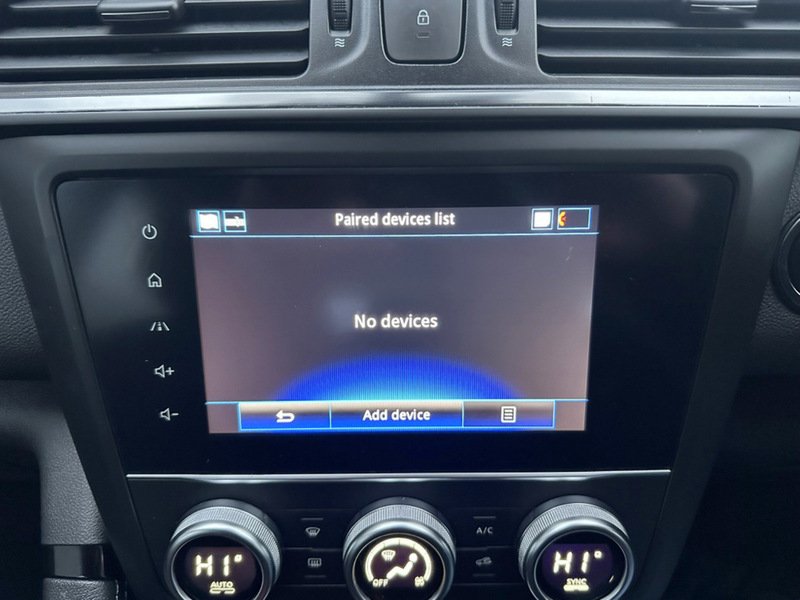 Paired devices list
No devices
+
-
Add device
A/C
HI°
AUTO
OFF
HI°
SYNC